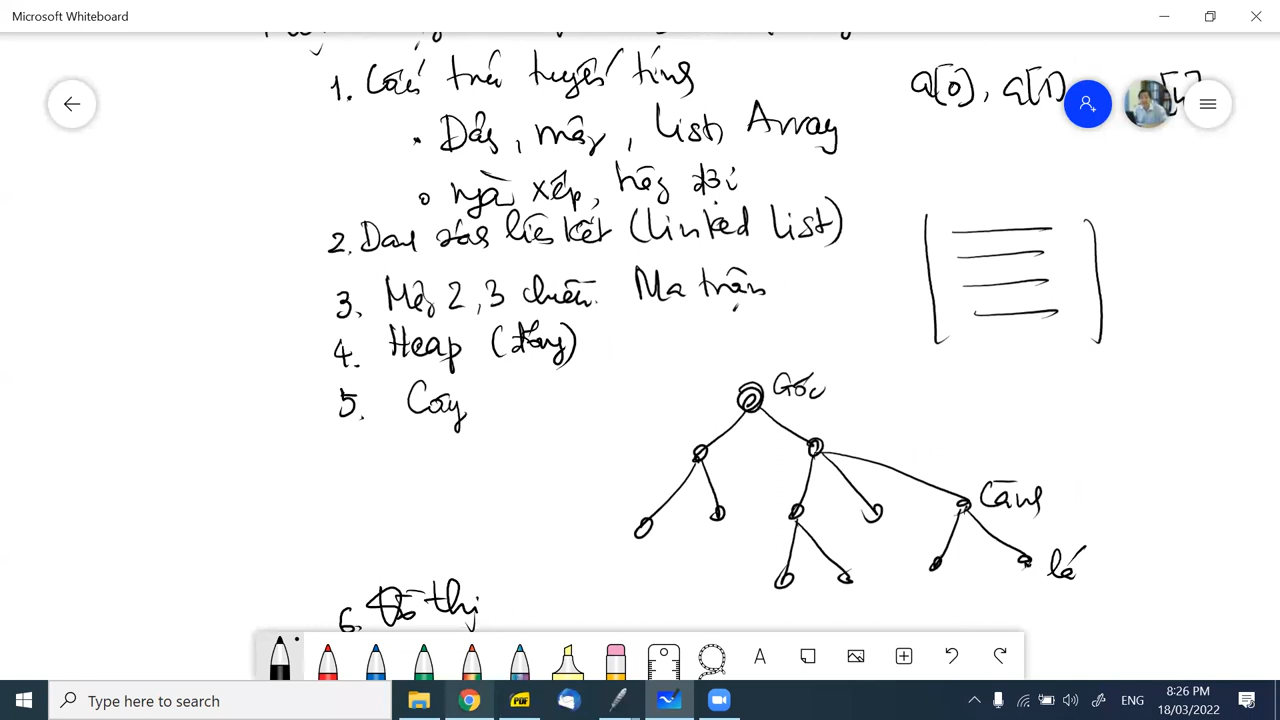 Microsoft Whiteboard
1. Cấu trúc tuyến tính
a[0], a[1]
• Dãy, mảng, list, Array
• ngăn xếp, hàng đợi
2. Danh sách liên kết (linked list)
3. Mảng 2, 3 chiều. Ma trận
4. Heap (đống)
5. Cây
Gốc
Cành
lá
6. Đồ thị
A
Type here to search
PDF
ENG
8:26 PM
18/03/2022